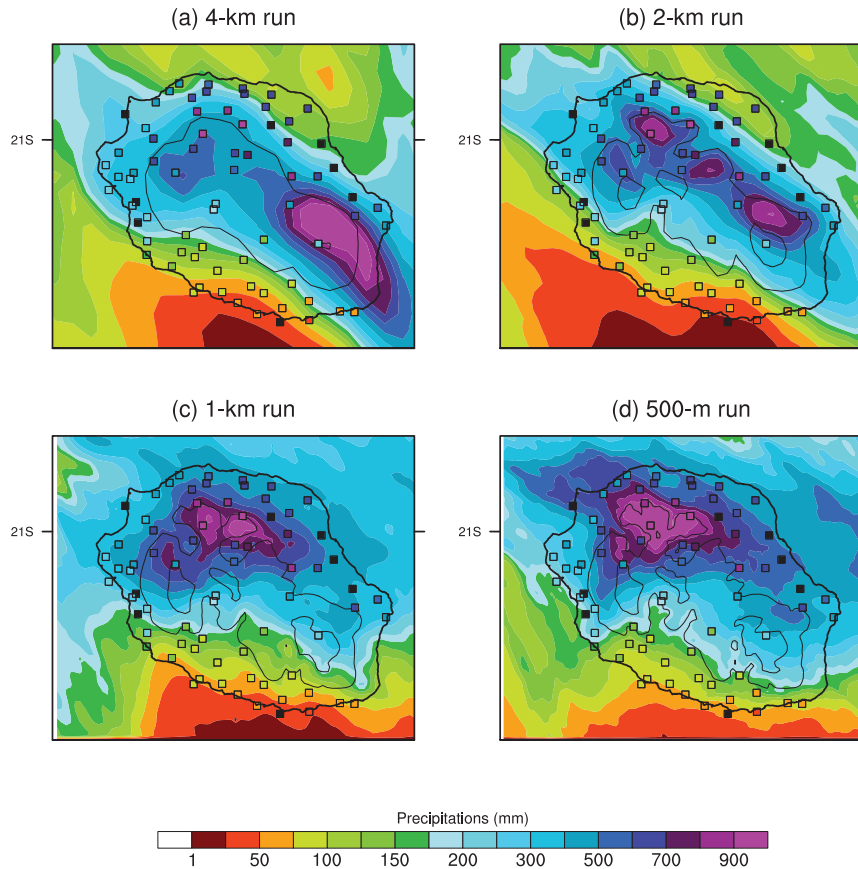 (a) 4-km run
(b) 2-km run
21S
21S
(c) 1-km run
(d) 500-m run
21S
21S
Precipitations (mm)
1 50 100 150 200 300 500 700 900